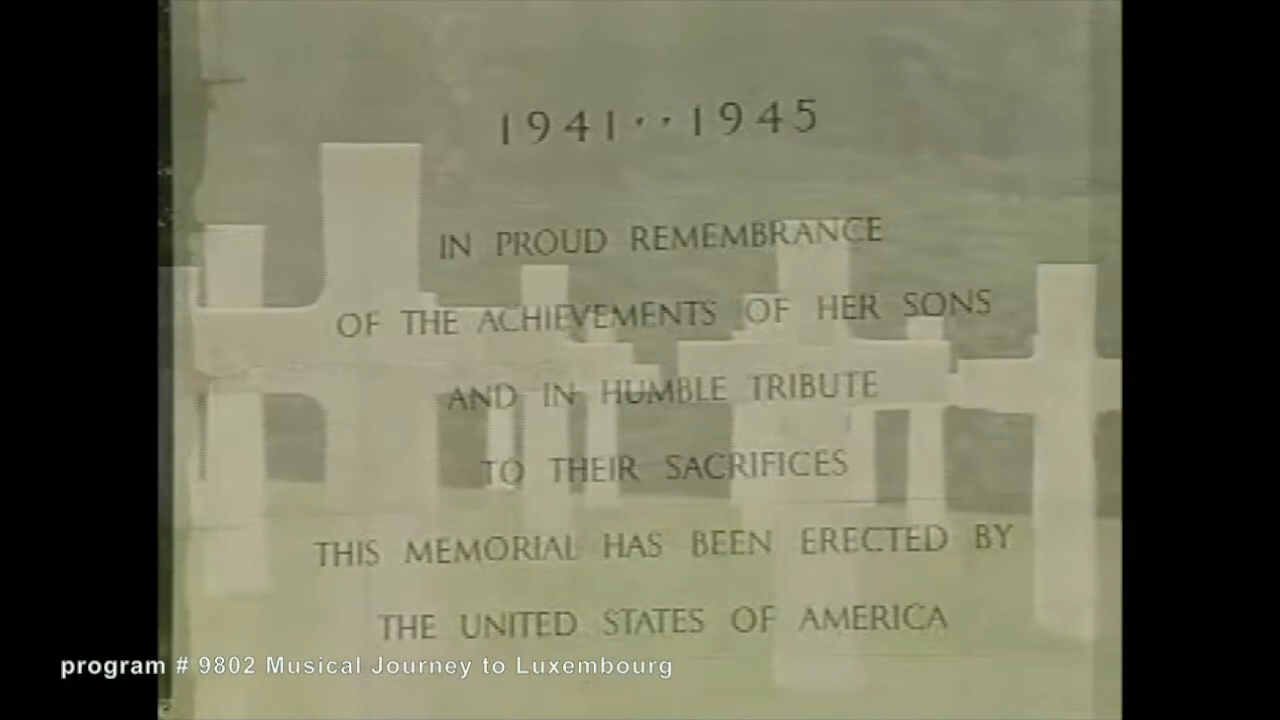 1941··1945
IN PROUD REMEMBRANCE
OF THE ACHIEVEMENTS OF HER SONS
AND IN HUMBLE TRIBUTE
TO THEIR SACRIFICES
THIS MEMORIAL HAS BEEN ERECTED BY
THE UNITED STATES OF AMERICA
program # 9802 Musical Journey to Luxembourg